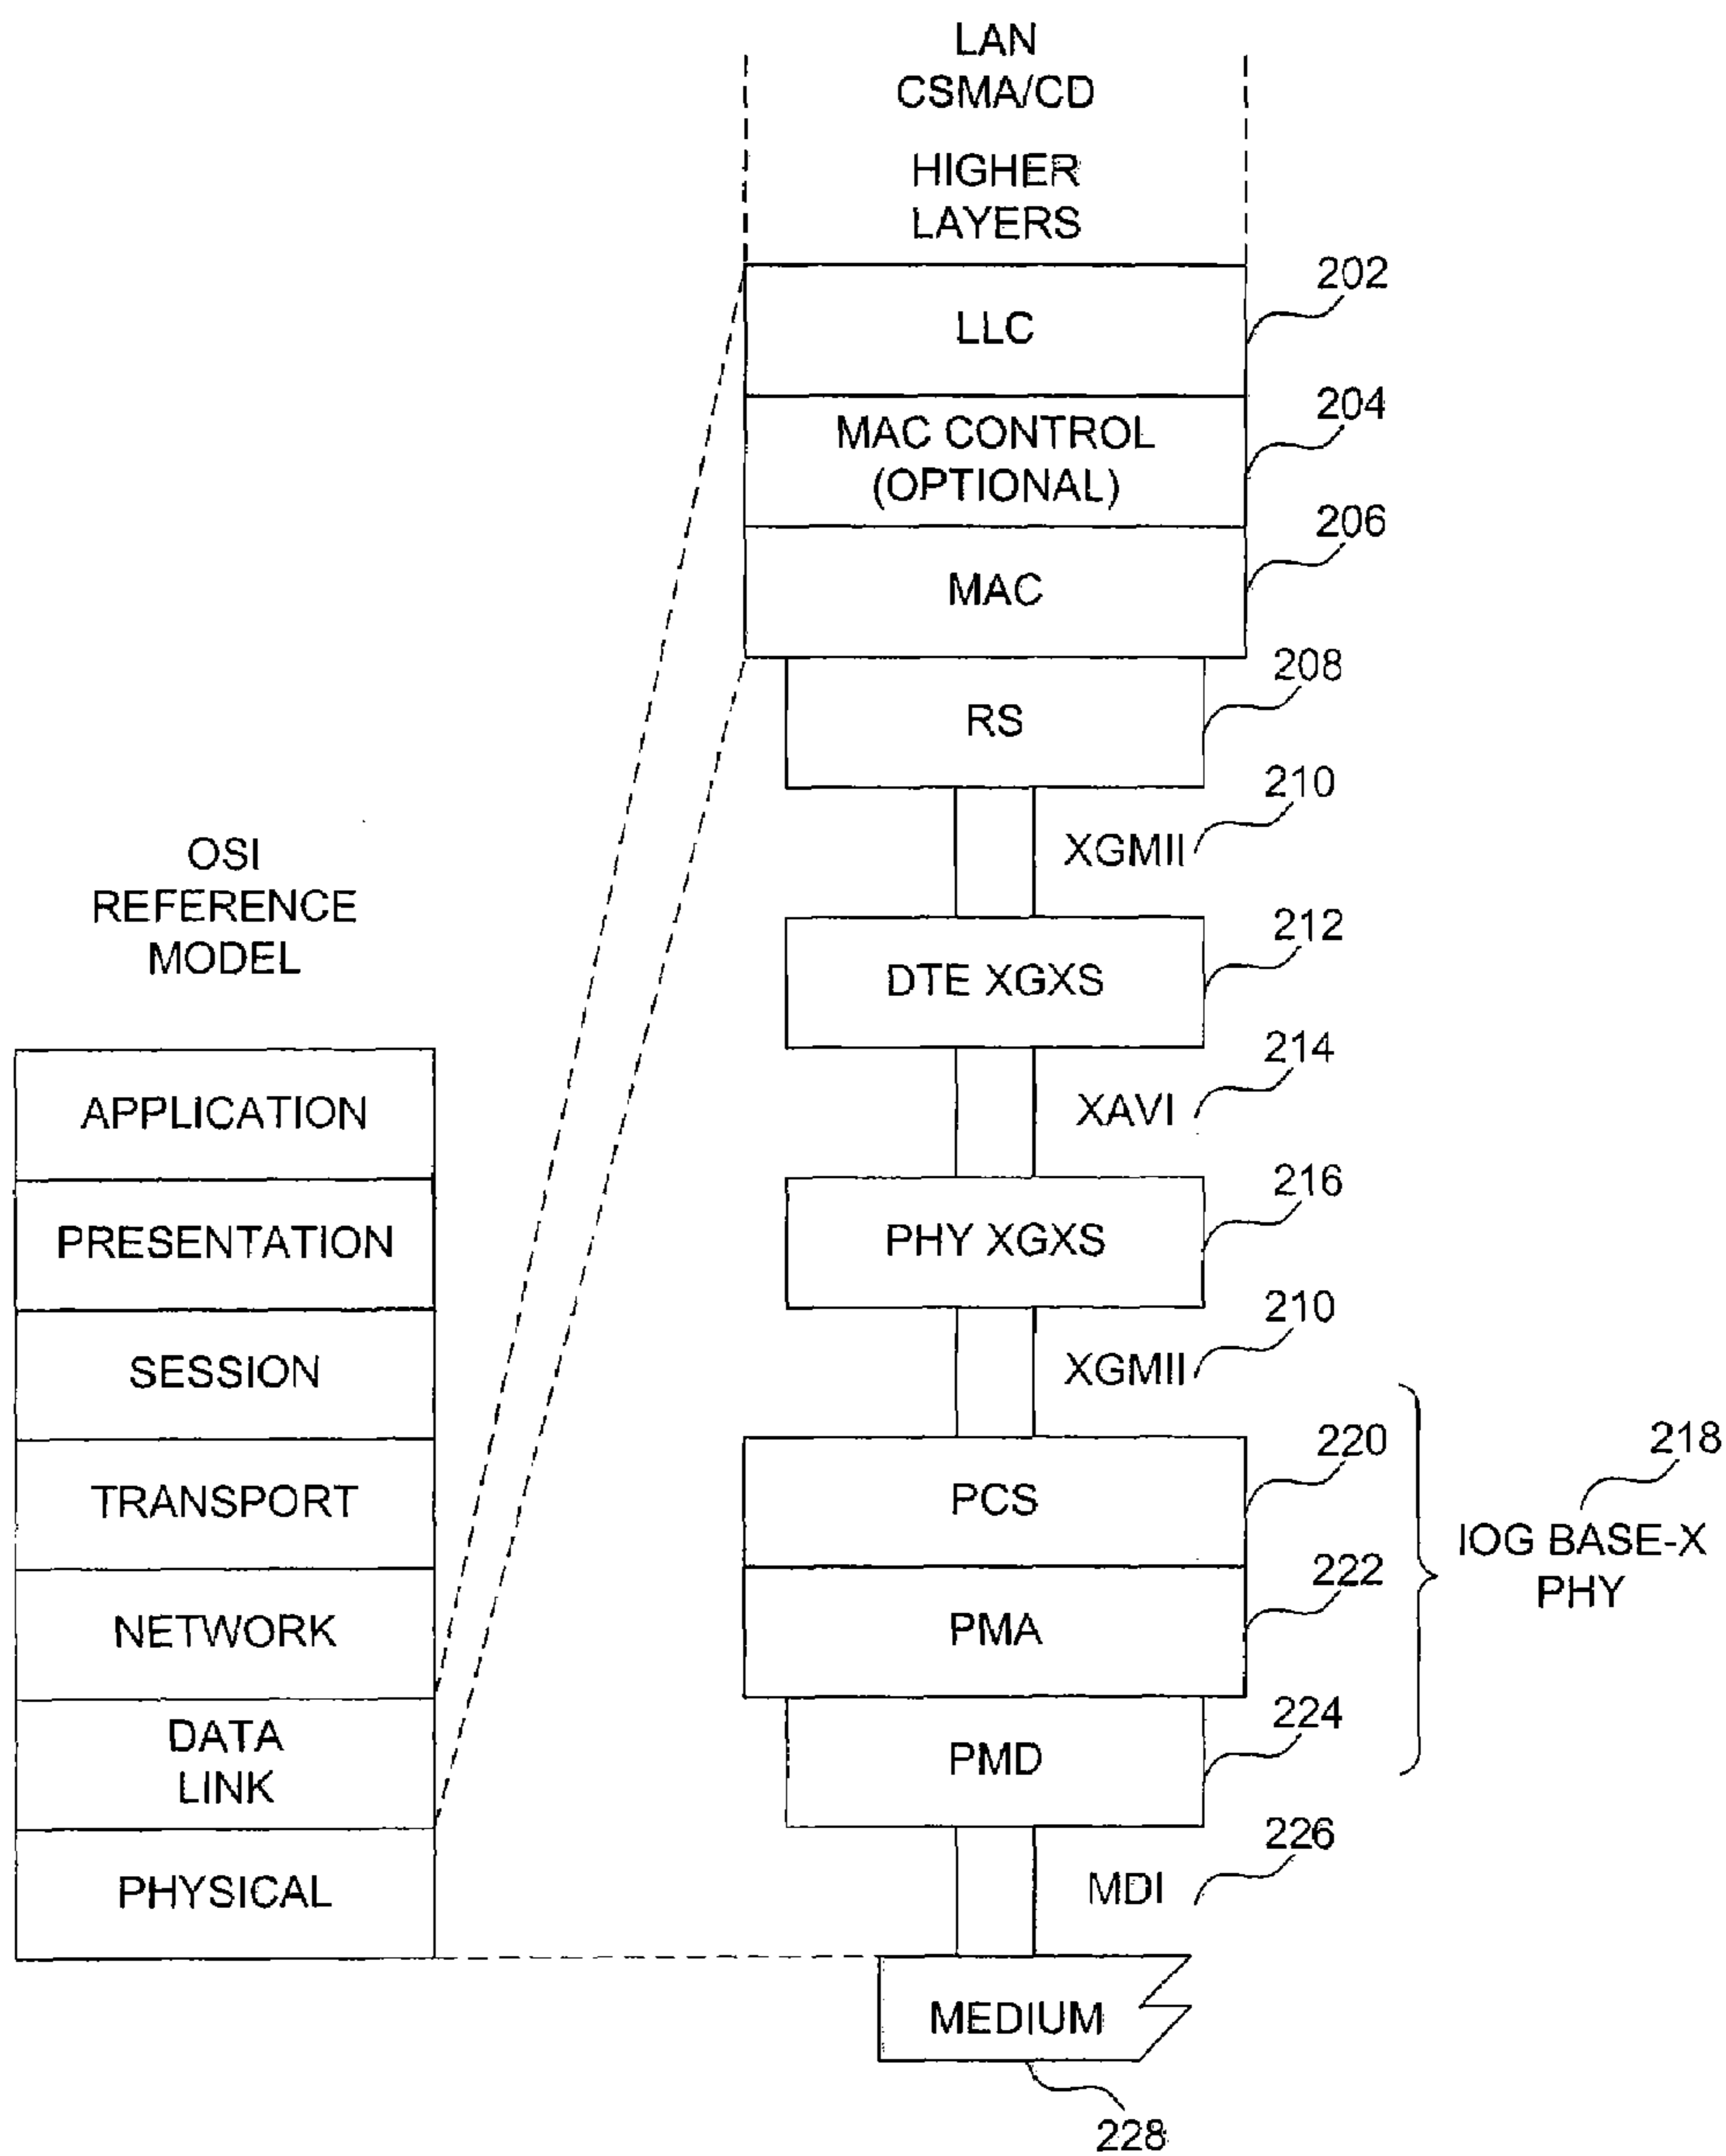 LAN
CSMA/CD
HIGHER
LAYERS
202
LLC
204
MAC CONTROL
(OPTIONAL)
206
MAC
208
RS
210
XGMII
212
DTE XGXS
214
XAVI
216
PHY XGXS
210
XGMII
220
PCS
218
IOG BASE-X
PHY
222
PMA
224
PMD
226
MDI
MEDIUM
228
OSI
REFERENCE
MODEL
APPLICATION
PRESENTATION
SESSION
TRANSPORT
NETWORK
DATA
LINK
PHYSICAL